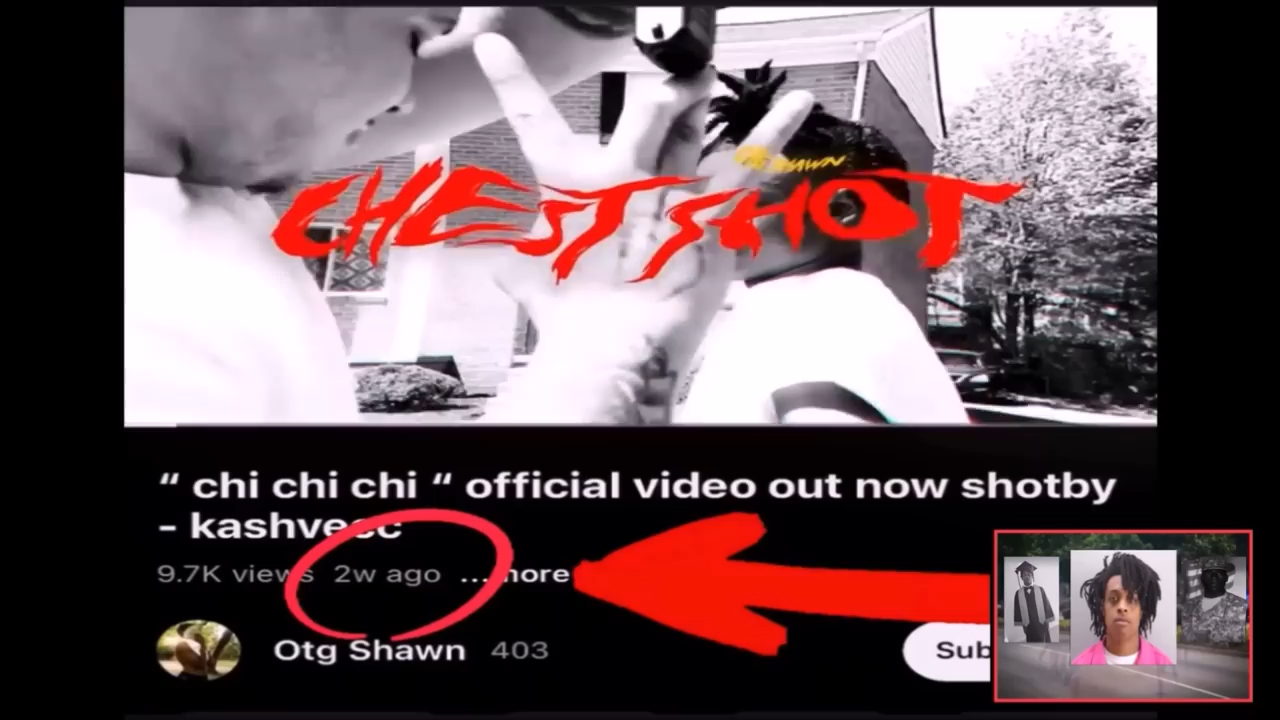 CHEST SHOT
SHAWN
“ chi chi chi “ official video out now shotby
- kashvecc
9.7K views 2w ago ...more
Otg Shawn 403
Sub